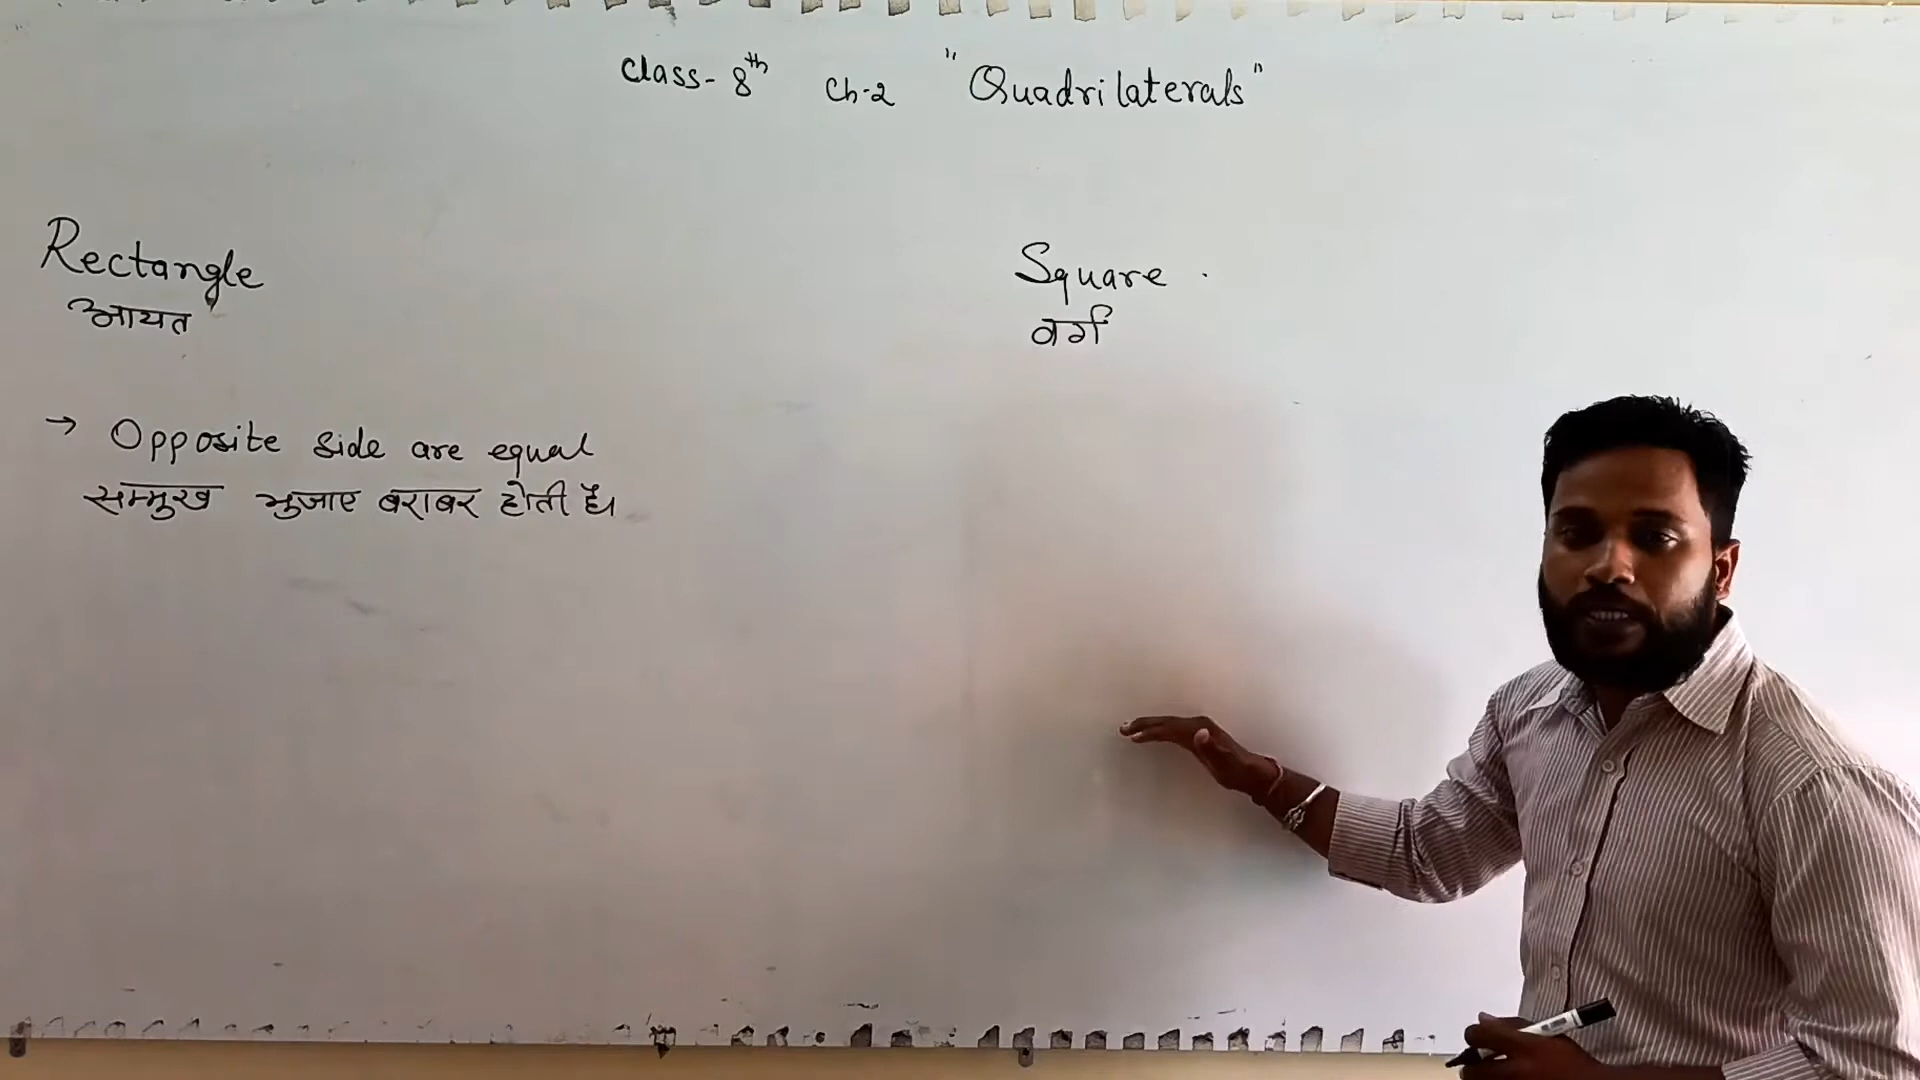 Class-8th Ch-2 "Quadrilaterals"
Rectangle
आयत
→ Opposite side are equal
सम्मुख भुजाए बराबर होती है।
Square
वर्ग